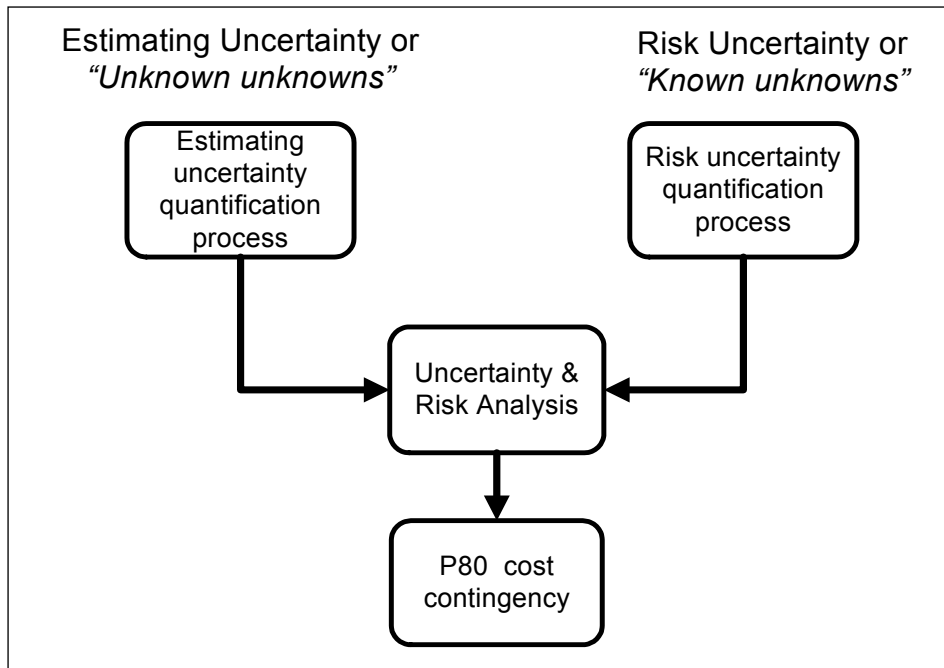 Estimating Uncertainty or
“Unknown unknowns”
Risk Uncertainty or
“Known unknowns”
Estimating
uncertainty
quantification
process
Risk uncertainty
quantification
process
Uncertainty &
Risk Analysis
P80 cost
contingency